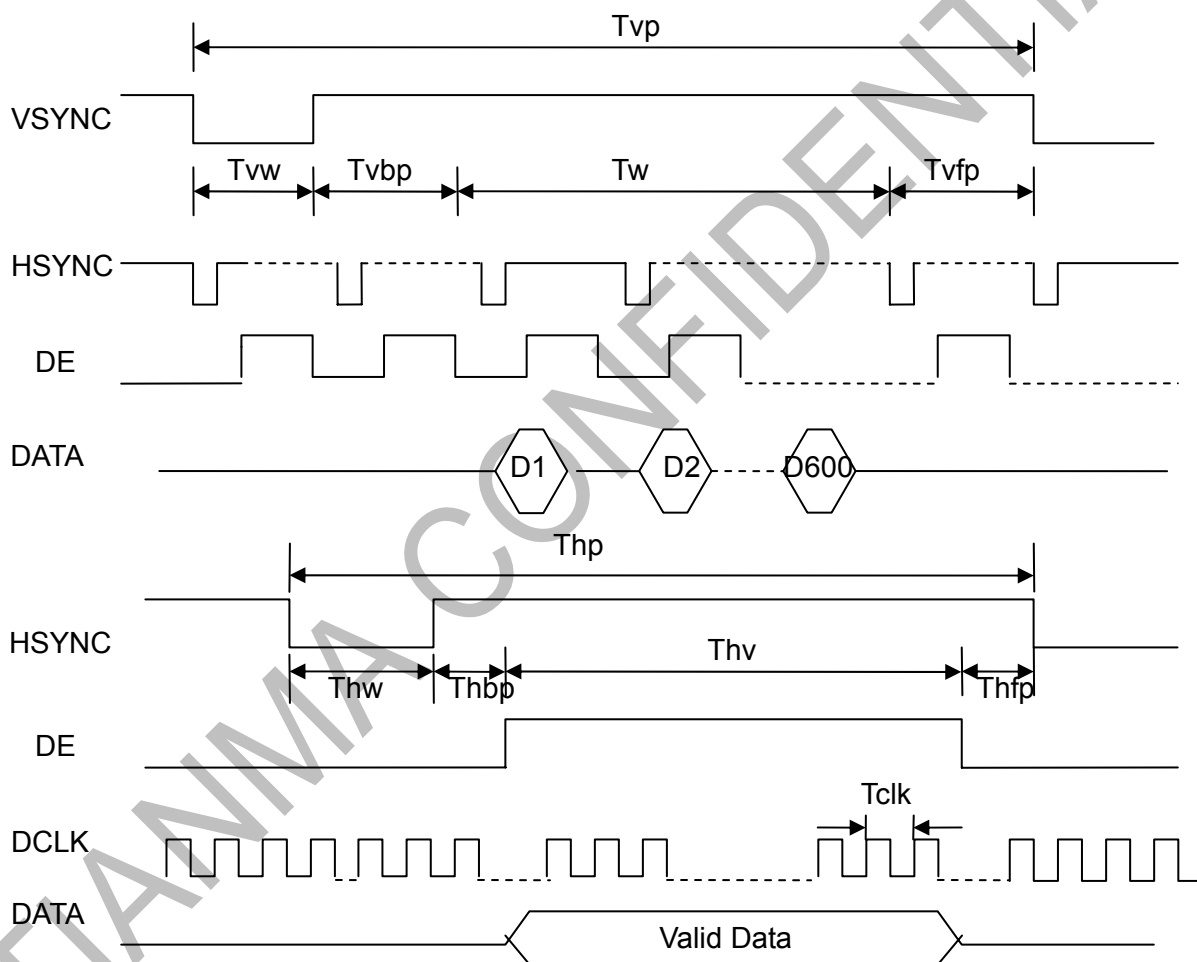 Tvp
VSYNC
Tvw Tvbp Tw Tvfp
HSYNC
DE
DATA
D1 D2 D600
Thp
HSYNC
Thw Thbp Thv Thfp
DE
Tclk
DCLK
DATA
Valid Data
TIANMA CONFIDENTIA